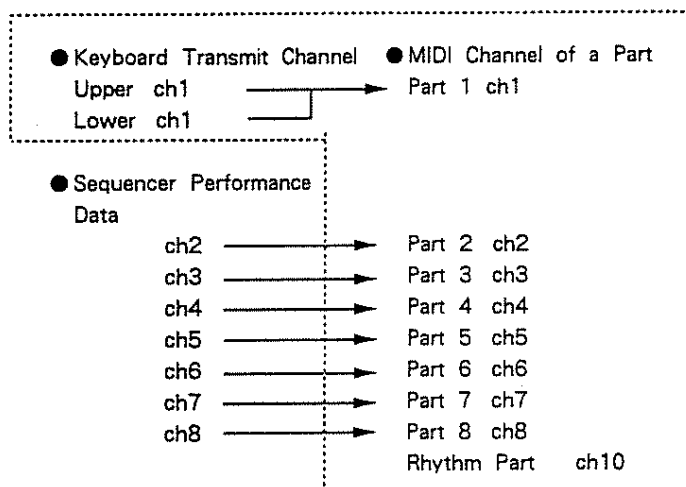 ● Keyboard Transmit Channel ● MIDI Channel of a Part
Upper ch1 Part 1 ch1
Lower ch1
● Sequencer Performance
Data
ch2 Part 2 ch2
ch3 Part 3 ch3
ch4 Part 4 ch4
ch5 Part 5 ch5
ch6 Part 6 ch6
ch7 Part 7 ch7
ch8 Part 8 ch8
Rhythm Part ch10